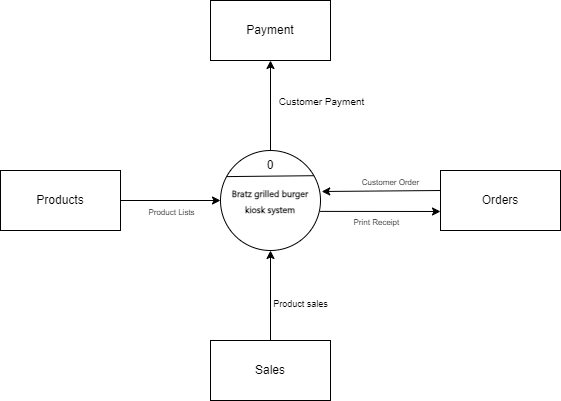 Payment
Customer Payment
0
Bratz grilled burger
kiosk system
Products
Product Lists
Customer Order
Print Receipt
Orders
Product sales
Sales